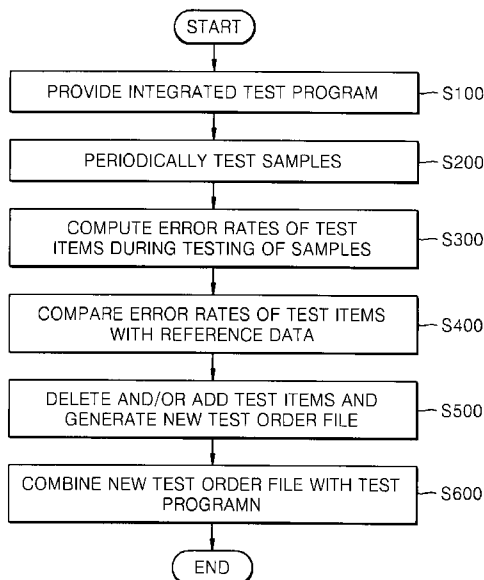 START
PROVIDE INTEGRATED TEST PROGRAM
S100
PERIODICALLY TEST SAMPLES
S200
COMPUTE ERROR RATES OF TEST
ITEMS DURING TESTING OF SAMPLES
S300
COMPARE ERROR RATES OF TEST ITEMS
WITH REFERENCE DATA
S400
DELETE AND/OR ADD TEST ITEMS AND
GENERATE NEW TEST ORDER FILE
S500
COMBINE NEW TEST ORDER FILE WITH TEST
PROGRAMN
S600
END